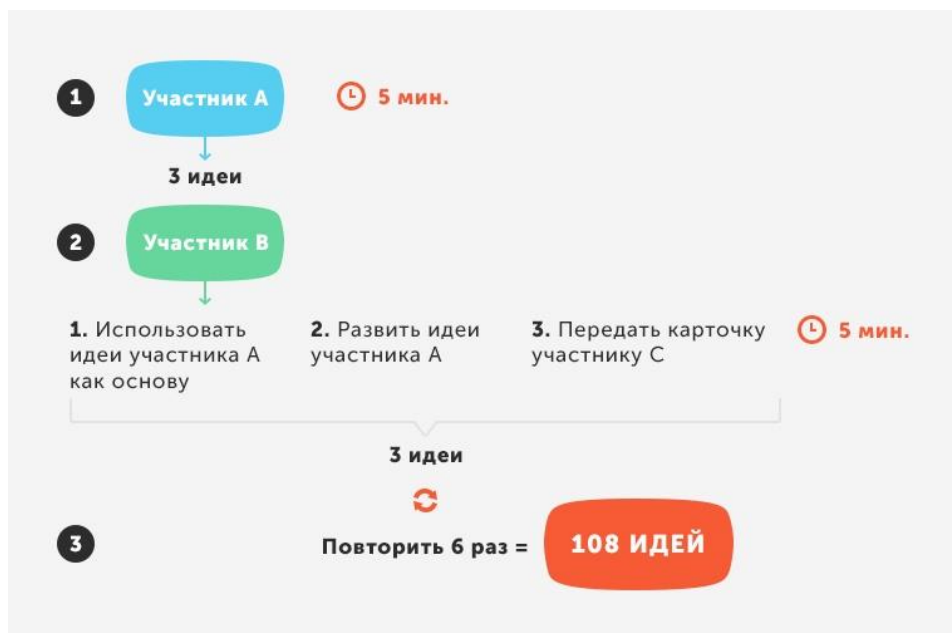 1
Участник А
5 мин.
3 идеи
2
Участник В
1. Использовать
идеи участника А
как основу
2. Развить идеи
участника А
3. Передать карточку
участнику С
5 мин.
3 идеи
3
Повторить 6 раз =
108 ИДЕЙ